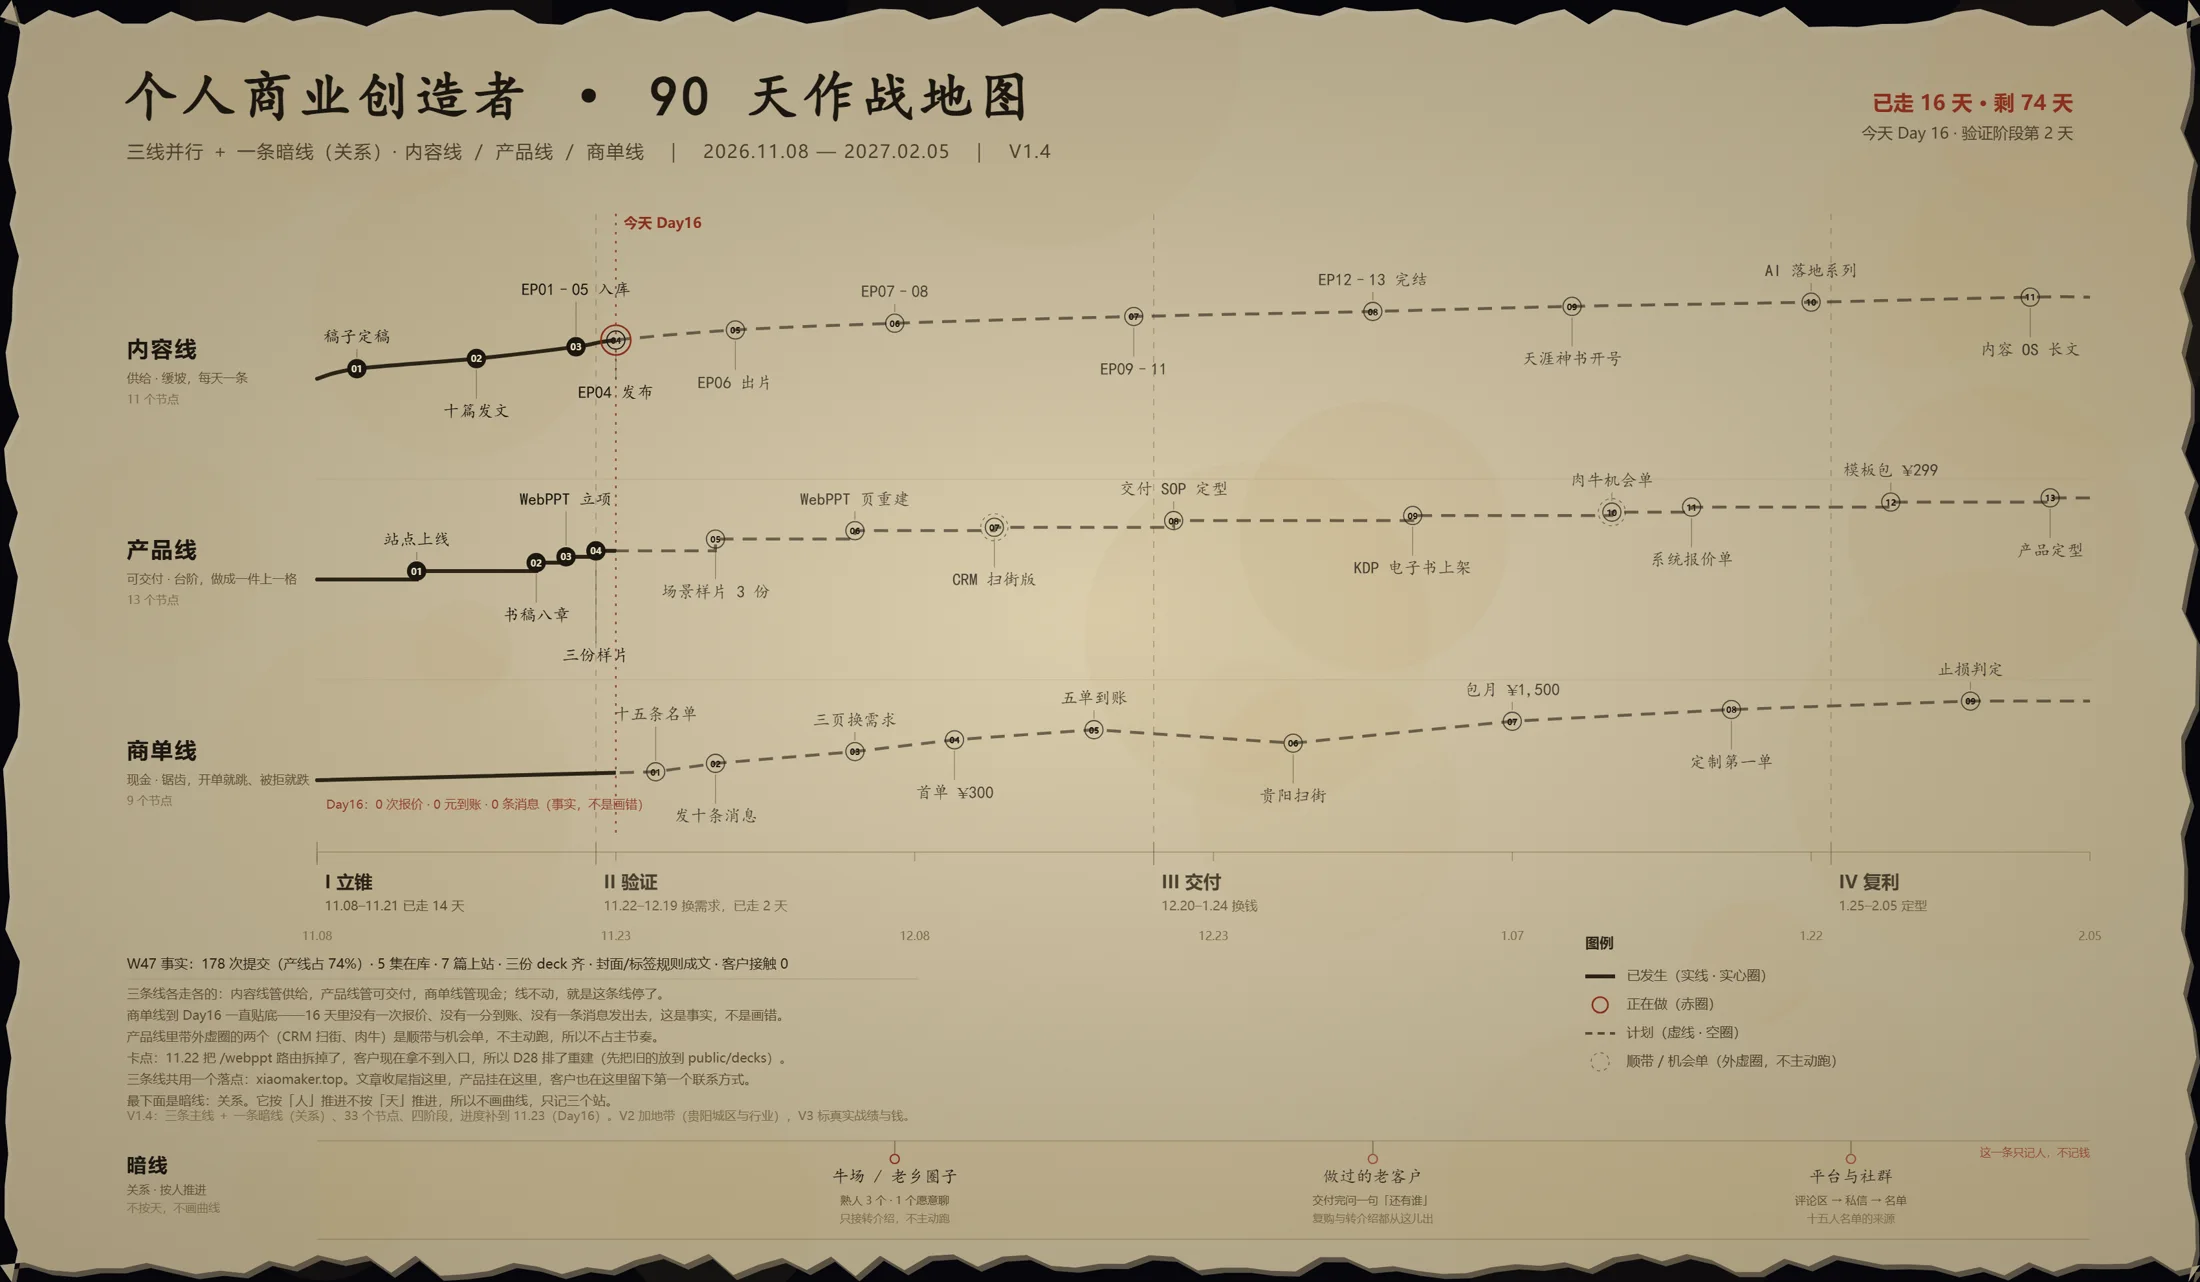 个人商业创造者 • 90 天作战地图
三线并行 + 一条暗线（关系）· 内容线 / 产品线 / 商单线 | 2026.11.08 — 2027.02.05 | V1.4
已走 16 天 • 剩 74 天
今天 Day 16 · 验证阶段第 2 天
今天 Day16
内容线
供给 · 缓坡，每天一条
11 个节点
稿子定稿
01
十篇发文
02
EP01 - 05 入库
03
EP04 发布
04
EP06 出片
05
EP07 - 08
06
EP09 - 11
07
EP12 - 13 完结
08
天涯神书开号
09
AI 落地系列
10
内容 OS 长文
11
产品线
可交付 · 台阶，做成一件上一格
13 个节点
站点上线
01
书稿八章
02
WebPPT 立项
03
三份样片
04
场景样片 3 份
05
WebPPT 页重建
06
CRM 扫街版
07
交付 SOP 定型
08
KDP 电子书上架
09
肉牛机会单
10
系统报价单
11
模板包 ¥299
12
产品定型
13
商单线
现金 · 锯齿，开单就跳、被拒就跌
9 个节点
Day16：0 次报价 · 0 元到账 · 0 条消息（事实，不是画错）
十五条名单
01
发十条消息
02
三页换需求
03
首单 ¥300
04
五单到账
05
贵阳扫街
06
包月 ¥1,500
07
定制第一单
08
止损判定
09
I 立锥
11.08–11.21 已走 14 天
II 验证
11.22–12.19 换需求，已走 2 天
III 交付
12.20–1.24 换钱
IV 复利
1.25–2.05 定型
11.08
11.23
12.08
12.23
1.07
1.22
2.05
W47 事实：178 次提交（产线占 74%）· 5 集在库 · 7 篇上站 · 三份 deck 齐 · 封面/标签规则成文 · 客户接触 0
三条线各走各的：内容线管供给，产品线管可交付，商单线管现金；线不动，就是这条线停了。
商单线到 Day16 一直贴底——16 天里没有一次报价、没有一分到账、没有一条消息发出去，这是事实，不是画错。
产品线里带外虚圈的两个（CRM 扫街、肉牛）是顺带与机会单，不主动跑，所以不占主节奏。
卡点：11.22 把 /webppt 路由拆掉了，客户现在拿不到入口，所以 D28 排了重建（先把旧的放到 public/decks）。
三条线共用一个落点：xiaomaker.top。文章收尾指这里，产品挂在这里，客户也在这里留下第一个联系方式。
最下面是暗线：关系。它按「人」推进不按「天」推进，所以不画曲线，只记三个站。
V1.4：三条主线 + 一条暗线（关系）、33 个节点、四阶段，进度补到 11.23（Day16）。V2 加地带（贵阳城区与行业），V3 标真实战绩与钱。
图例
已发生（实线 · 实心圈）
正在做（赤圈）
计划（虚线 · 空圈）
顺带 / 机会单（外虚圈，不主动跑）
暗线
关系 · 按人推进
不按天，不画曲线
牛场 / 老乡圈子
熟人 3 个 · 1 个愿意聊
只接转介绍，不主动跑
做过的老客户
交付完问一句「还有谁」
复购与转介绍都从这儿出
平台与社群
评论区 → 私信 → 名单
十五人名单的来源
这一条只记人，不记钱